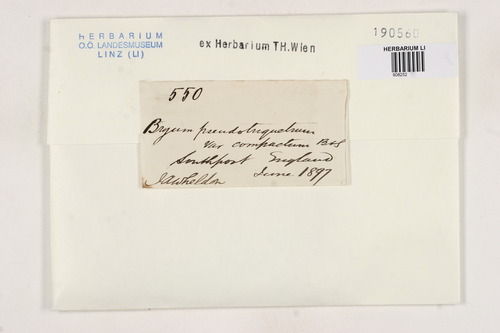 HERBARIUM
O.Ö. LANDESMUSEUM
LINZ (LI)
ex Herbarium TH.Wien
190560
HERBARIUM LI
550
Bryum pseudotriquetrum
var compactum B&S
Southport England
June 1897
JAWheldon